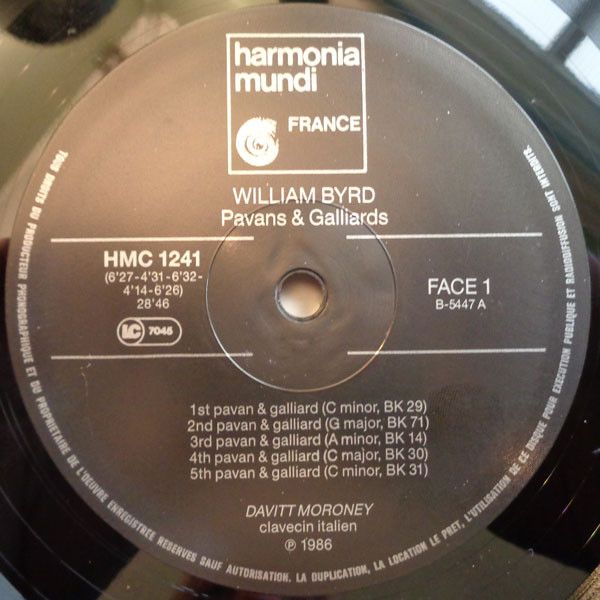 harmonia
mundi
FRANCE
WILLIAM BYRD
Pavans & Galliards
HMC 1241
(6'27-4'31-6'32-
4'14-6'26)
28'46
LC 7045
FACE 1
B-5447 A
1st pavan & galliard (C minor, BK 29)
2nd pavan & galliard (G major, BK 71)
3rd pavan & galliard (A minor, BK 14)
4th pavan & galliard (C major, BK 30)
5th pavan & galliard (C minor, BK 31)
DAVITT MORONEY
clavecin italien
℗ 1986
TOUS DROITS DU PRODUCTEUR PHONOGRAPHIQUE ET DU PROPRIETAIRE DE L'OEUVRE ENREGISTREE RESERVES SAUF AUTORISATION, LA DUPLICATION, LA LOCATION LE PRET, L'UTILISATION DE CE DISQUE POUR EXECUTION PUBLIQUE ET RADIODIFFUSION SONT INTERDITS.